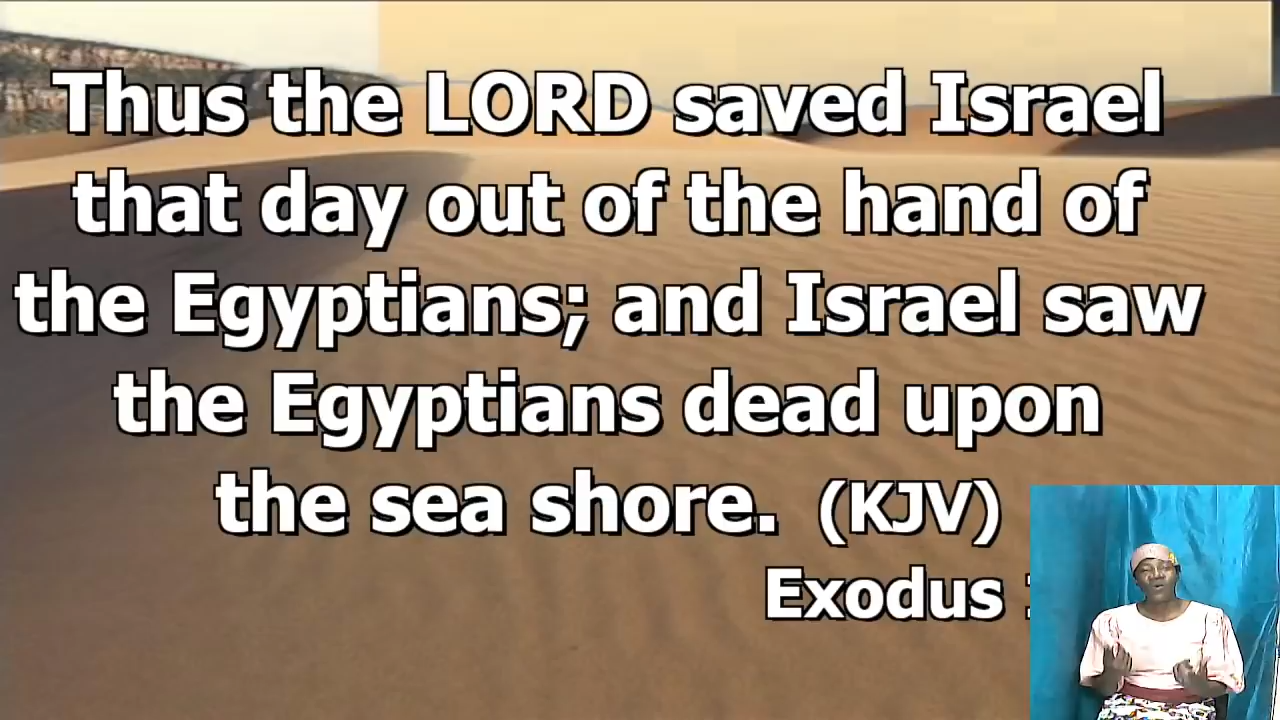 Thus the LORD saved Israel
that day out of the hand of
the Egyptians; and Israel saw
the Egyptians dead upon
the sea shore. (KJV)
Exodus